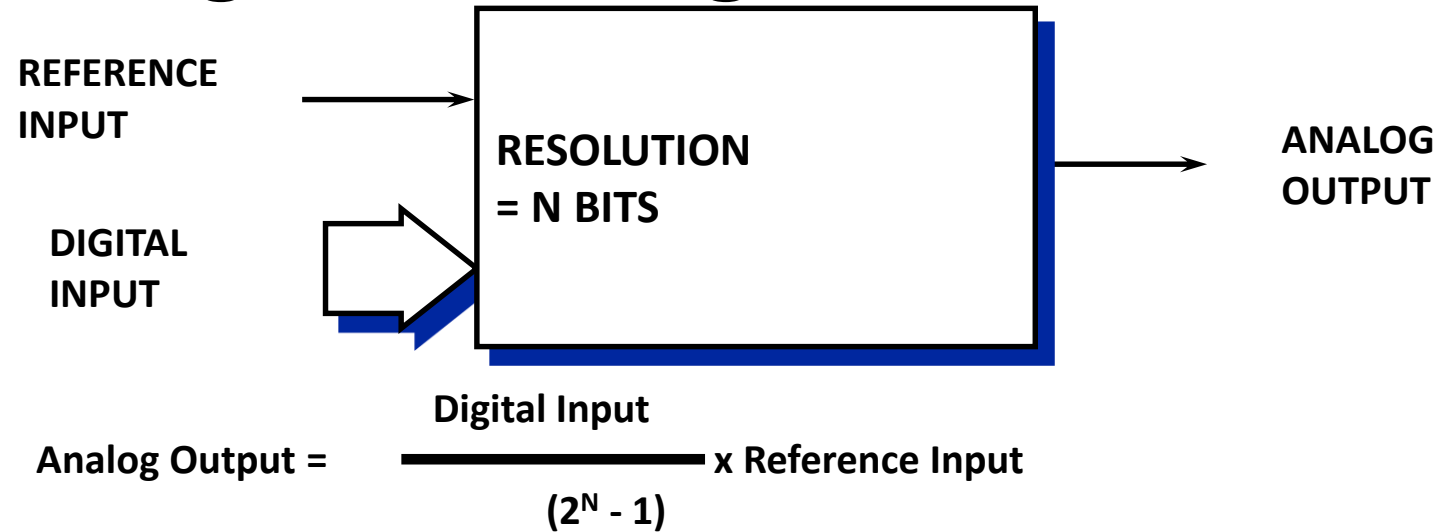 REFERENCE
INPUT
RESOLUTION
= N BITS
ANALOG
OUTPUT
DIGITAL
INPUT
Digital Input
Analog Output = x Reference Input
(2ᴺ - 1)